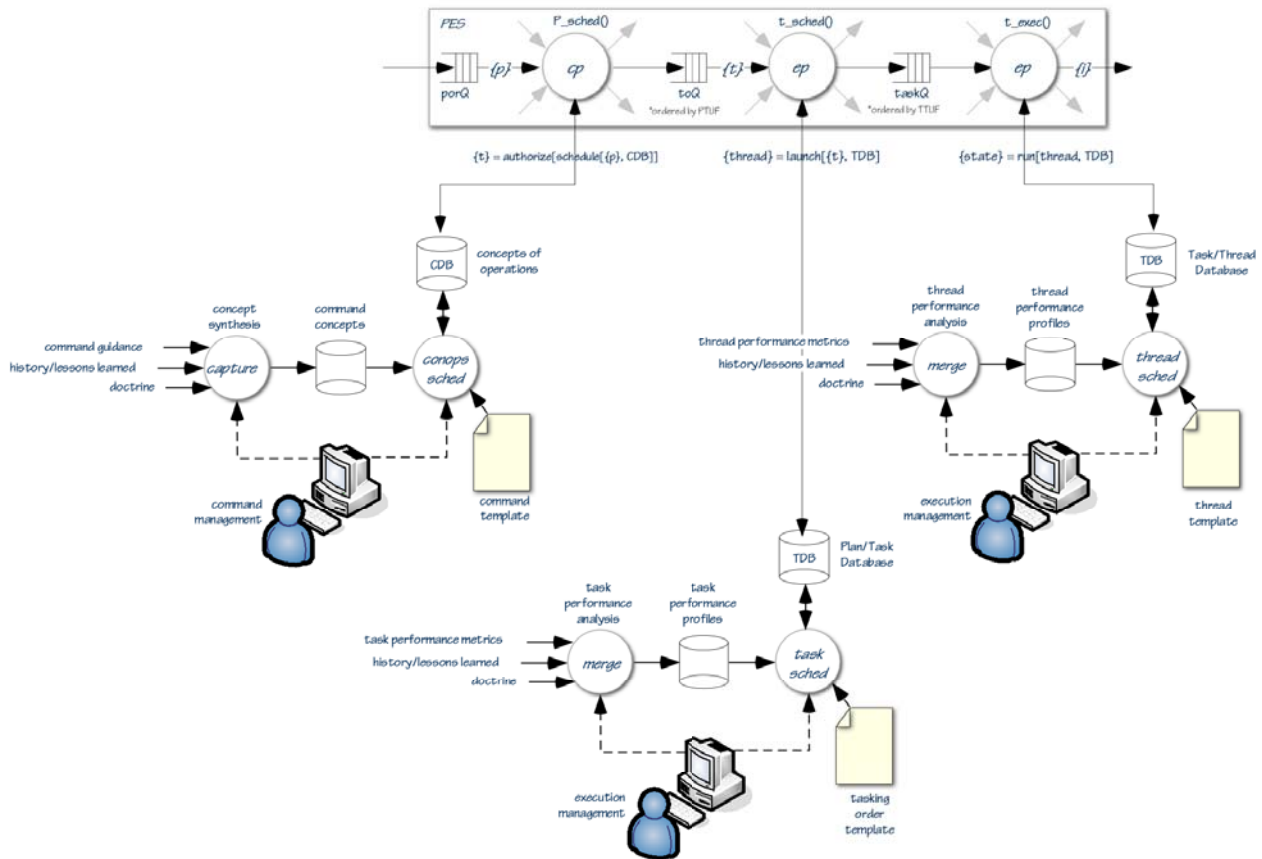 PES
P_sched()
t_sched()
t_exec()
cp
ep
ep
{p}
{t}
{i}
porQ
toQ
taskQ
*ordered by PTUF
*ordered by TTUF
{t} = authorize[schedule[{p}, CDB]]
{thread} = launch[{t}, TDB]
{state} = run[thread, TDB]
CDB
concepts of
operations
concept
synthesis
command
concepts
command guidance
history/lessons learned
doctrine
capture
conops
sched
command
management
command
template
TDB
Task/Thread
Database
thread
performance
analysis
thread
performance
profiles
thread performance metrics
history/lessons learned
doctrine
merge
thread
sched
execution
management
thread
template
TDB
Plan/Task
Database
task
performance
analysis
task
performance
profiles
task performance metrics
history/lessons learned
doctrine
merge
task
sched
execution
management
tasking
order
template